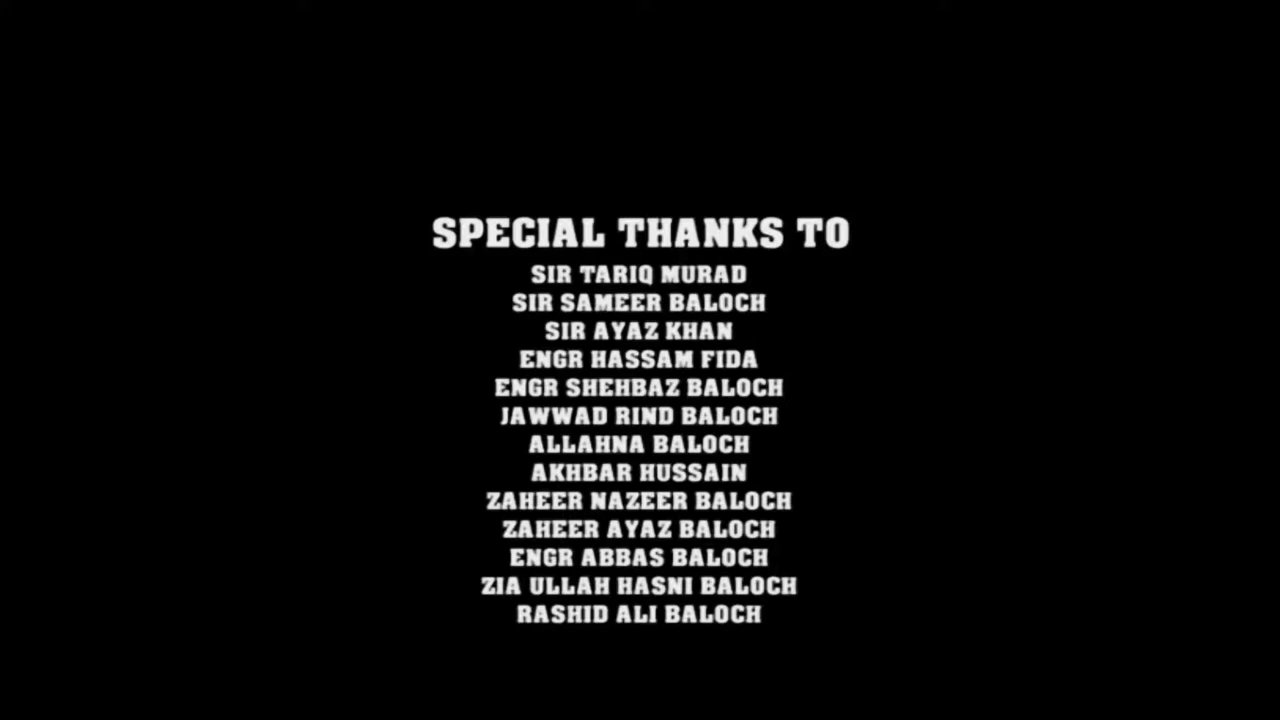 SPECIAL THANKS TO
SIR TARIQ MURAD
SIR SAMEER BALOCH
SIR AYAZ KHAN
ENGR HASSAM FIDA
ENGR SHEHBAZ BALOCH
JAWWAD RIND BALOCH
ALLAHNA BALOCH
AKHBAR HUSSAIN
ZAHEER NAZEER BALOCH
ZAHEER AYAZ BALOCH
ENGR ABBAS BALOCH
ZIA ULLAH HASNI BALOCH
RASHID ALI BALOCH